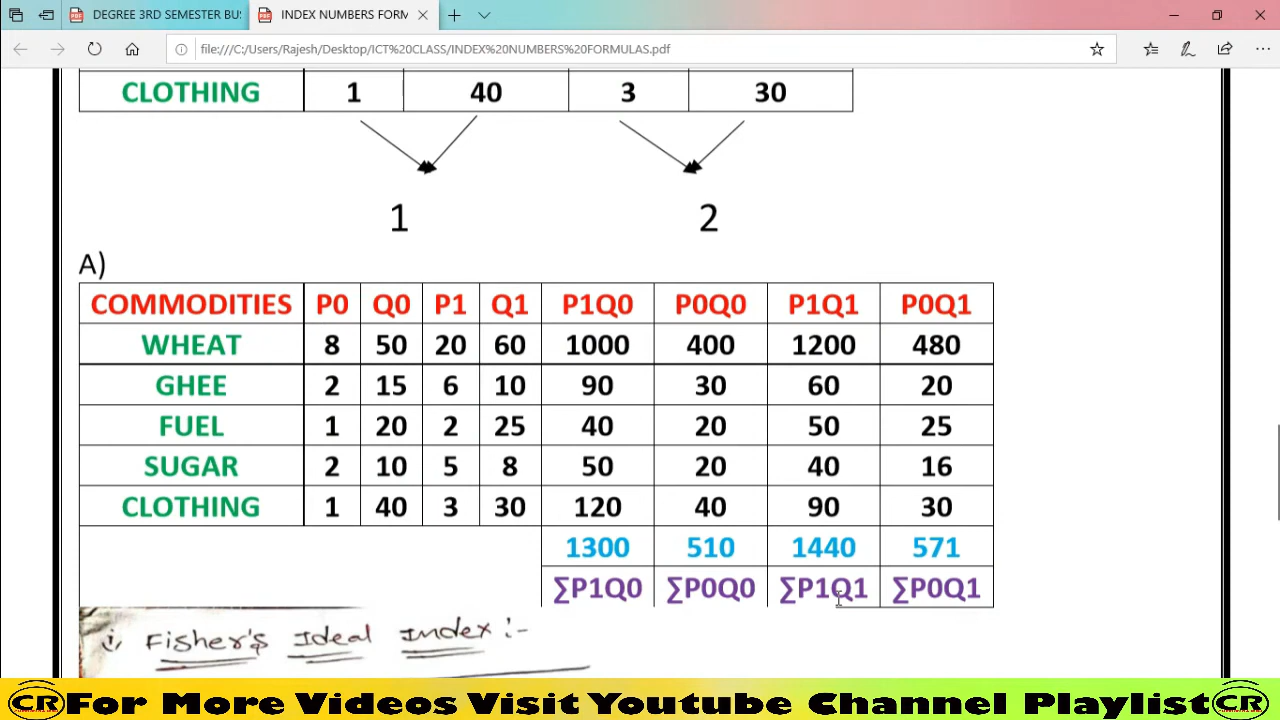 DEGREE 3RD SEMESTER BU
INDEX NUMBERS FORM
file:///C:/Users/Rajesh/Desktop/ICT%20CLASS/INDEX%20NUMBERS%20FORMULAS.pdf
CLOTHING 1 40 3 30
1 2
A)
COMMODITIES P0 Q0 P1 Q1 P1Q0 P0Q0 P1Q1 P0Q1
WHEAT 8 50 20 60 1000 400 1200 480
GHEE 2 15 6 10 90 30 60 20
FUEL 1 20 2 25 40 20 50 25
SUGAR 2 10 5 8 50 20 40 16
CLOTHING 1 40 3 30 120 40 90 30
1300 510 1440 571
∑P1Q0 ∑P0Q0 ∑P1Q1 ∑P0Q1
i, Fisher's Ideal Index :-
CR For More Videos Visit Youtube Channel Playlist CR